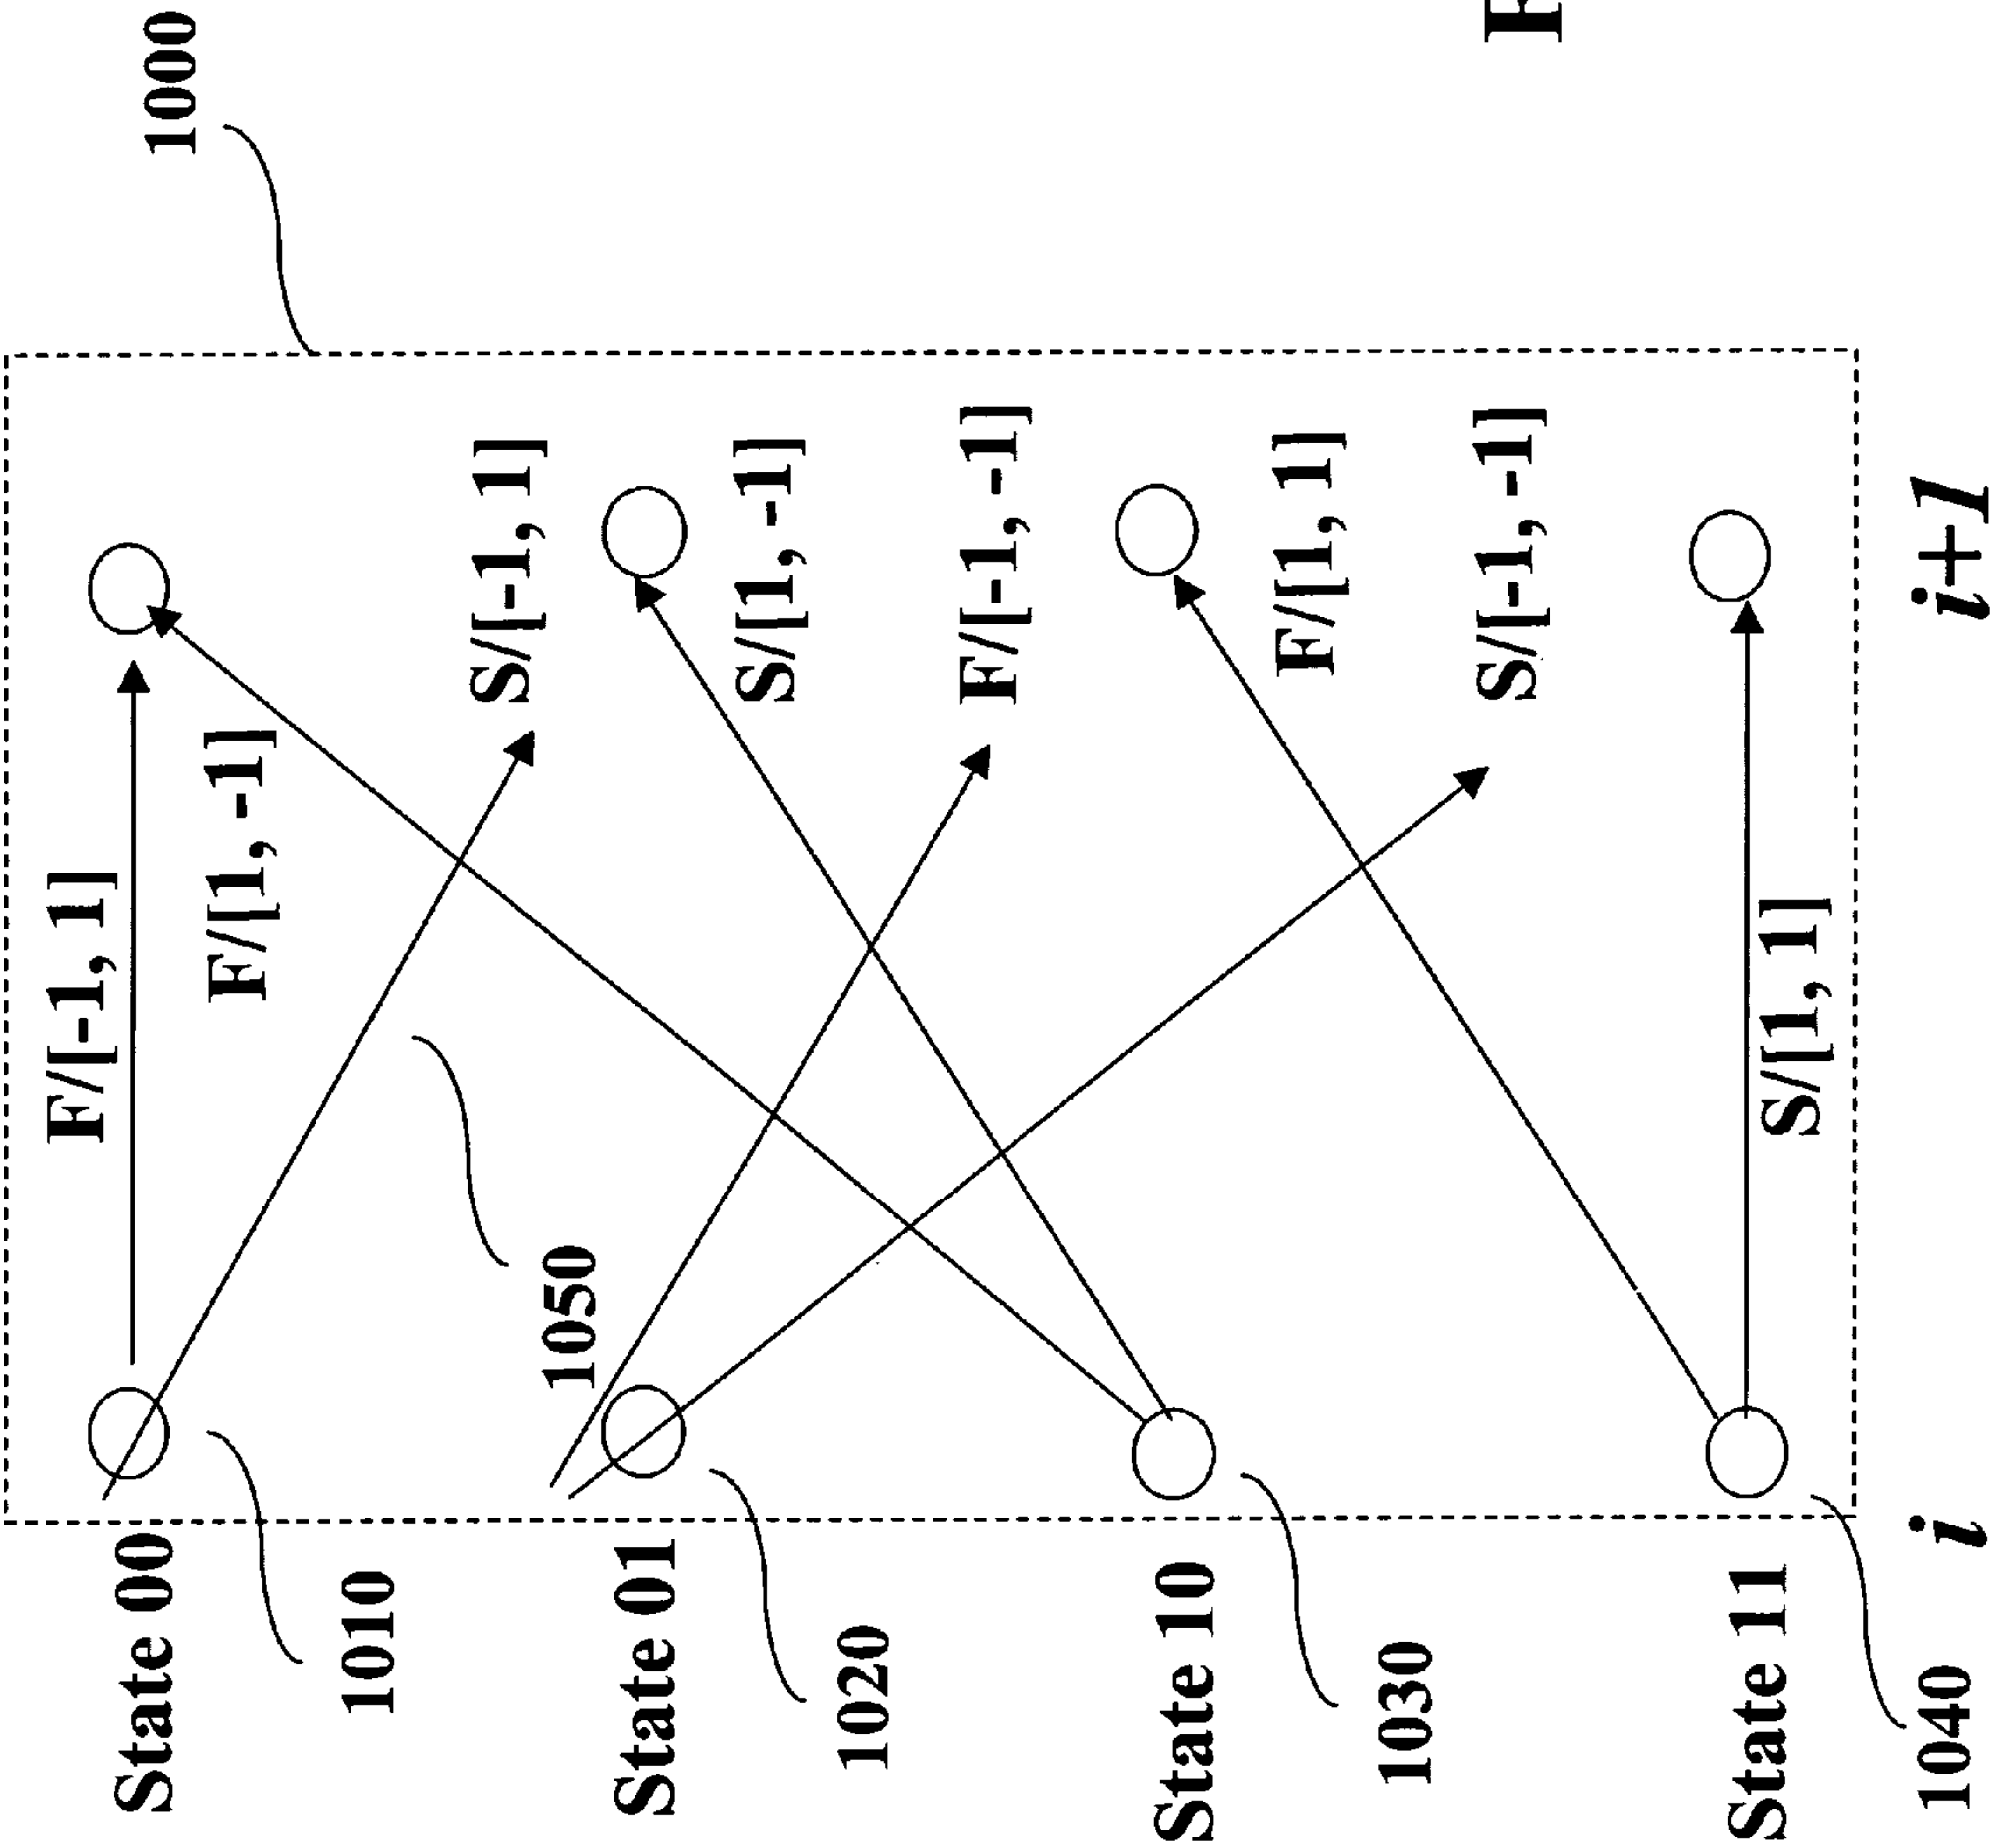 F/[-1, 1]
State 00
1000
F/[1, -1]
1010
S/[-1, 1]
1050
State 01
S/[1, -1]
1020
F/[-1, -1]
State 10
F/[1, 1]
1030
S/[-1, -1]
State 11
S/[1, 1]
1040
i
i+1